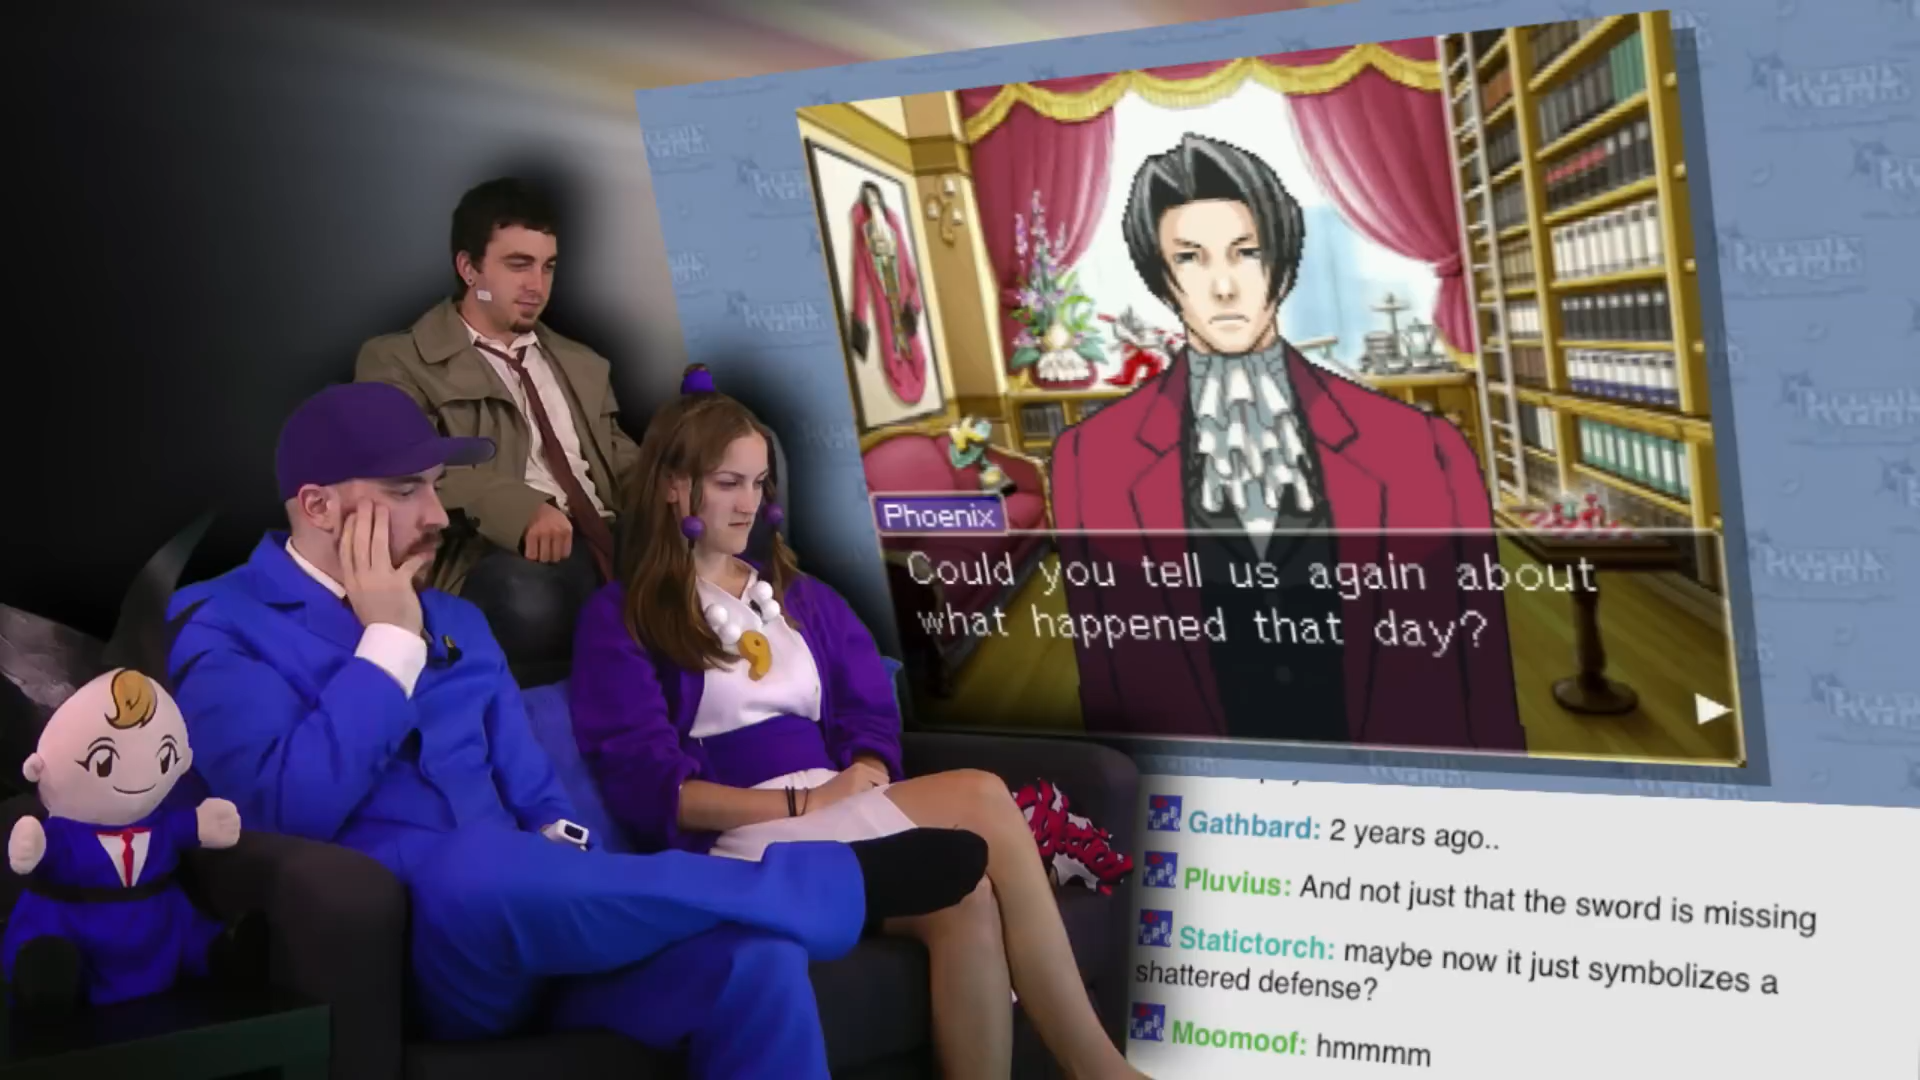 Phoenix
Could you tell us again about
what happened that day?
Gathbard: 2 years ago..
Pluvius: And not just that the sword is missing
Statictorch: maybe now it just symbolizes a
shattered defense?
Moomoof: hmmmm